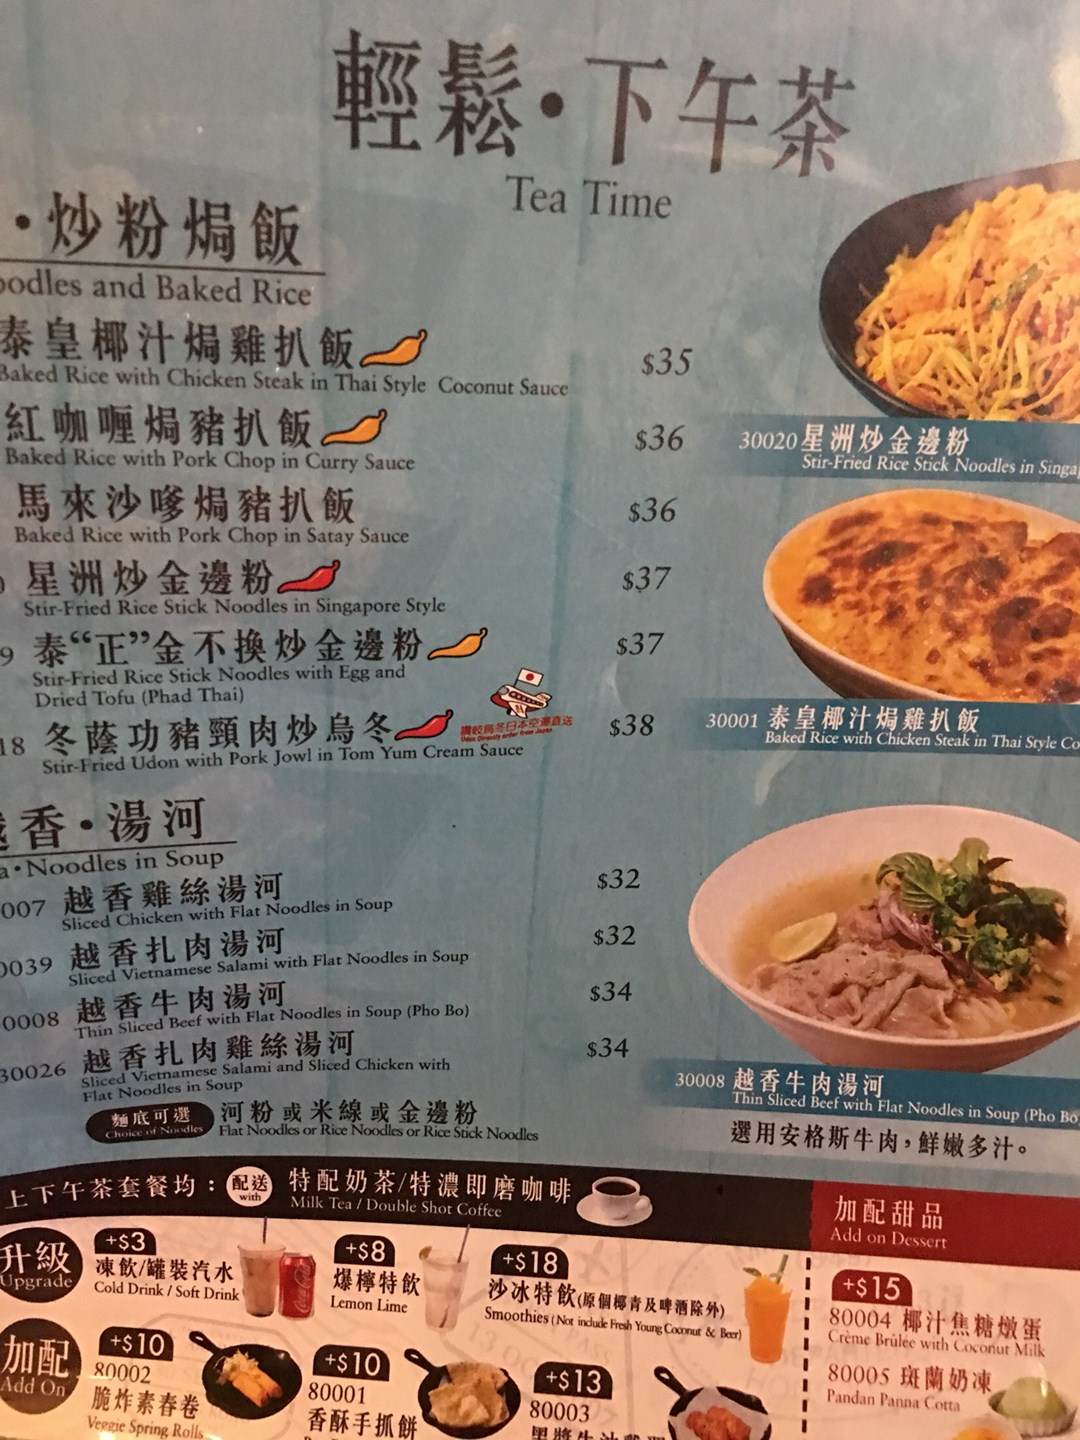 輕鬆•下午茶
Tea Time
•炒粉焗飯
oodles and Baked Rice
泰皇椰汁焗雞扒飯 $35
Baked Rice with Chicken Steak in Thai Style Coconut Sauce
紅咖喱焗豬扒飯 $36
Baked Rice with Pork Chop in Curry Sauce
馬來沙嗲焗豬扒飯 $36
Baked Rice with Pork Chop in Satay Sauce
星洲炒金邊粉 $37
Stir-Fried Rice Stick Noodles in Singapore Style
9 泰“正”金不換炒金邊粉 $37
Stir-Fried Rice Stick Noodles with Egg and
Dried Tofu (Phad Thai)
18 冬蔭功豬頸肉炒烏冬 $38
讚岐烏冬日本空運直送
Udon Directly order from Japan
Stir-Fried Udon with Pork Jowl in Tom Yum Cream Sauce
30020 星洲炒金邊粉
Stir-Fried Rice Stick Noodles in Singa
30001 泰皇椰汁焗雞扒飯
Baked Rice with Chicken Steak in Thai Style Co
越香•湯河
a•Noodles in Soup
007 越香雞絲湯河 $32
Sliced Chicken with Flat Noodles in Soup
0039 越香扎肉湯河 $32
Sliced Vietnamese Salami with Flat Noodles in Soup
0008 越香牛肉湯河 $34
Thin Sliced Beef with Flat Noodles in Soup (Pho Bo)
30026 越香扎肉雞絲湯河 $34
Sliced Vietnamese Salami and Sliced Chicken with
Flat Noodles in Soup
麵底可選 河粉或米線或金邊粉
Choice of Noodles Flat Noodles or Rice Noodles or Rice Stick Noodles
30008 越香牛肉湯河
Thin Sliced Beef with Flat Noodles in Soup (Pho Bo
選用安格斯牛肉，鮮嫩多汁。
上下午茶套餐均： 配送 特配奶茶/特濃即磨咖啡
with Milk Tea / Double Shot Coffee
升級
Upgrade
+$3
凍飲/罐裝汽水
Cold Drink / Soft Drink
+$8
爆檸特飲
Lemon Lime
+$18
沙冰特飲(原個椰青及啤酒除外)
Smoothies (Not include Fresh Young Coconut & Beer)
加配
Add On
+$10
80002
脆炸素春卷
Veggie Spring Rolls
+$10
80001
香酥手抓餅
+$13
80003
加配甜品
Add on Dessert
+$15
80004 椰汁焦糖燉蛋
Crème Brûlee with Coconut Milk
80005 斑蘭奶凍
Pandan Panna Cotta